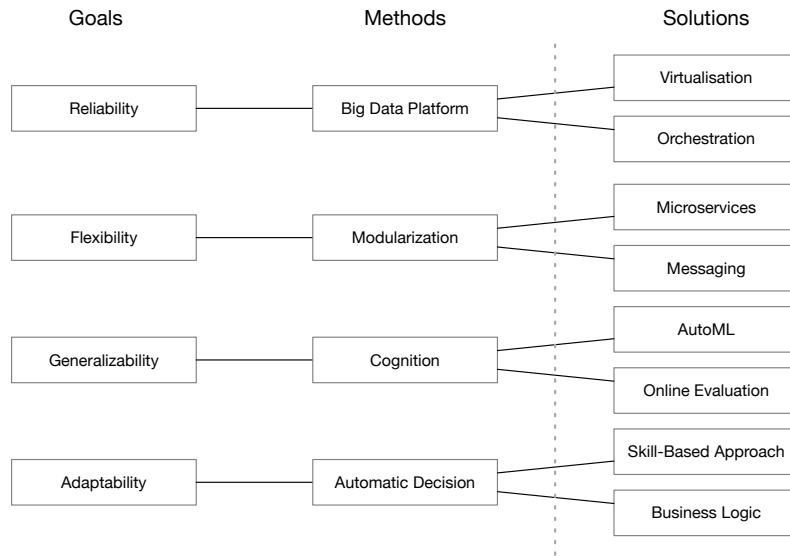 Goals Methods Solutions
Virtualisation
Reliability Big Data Platform
Orchestration
Microservices
Flexibility Modularization
Messaging
AutoML
Generalizability Cognition
Online Evaluation
Skill-Based Approach
Adaptability Automatic Decision
Business Logic